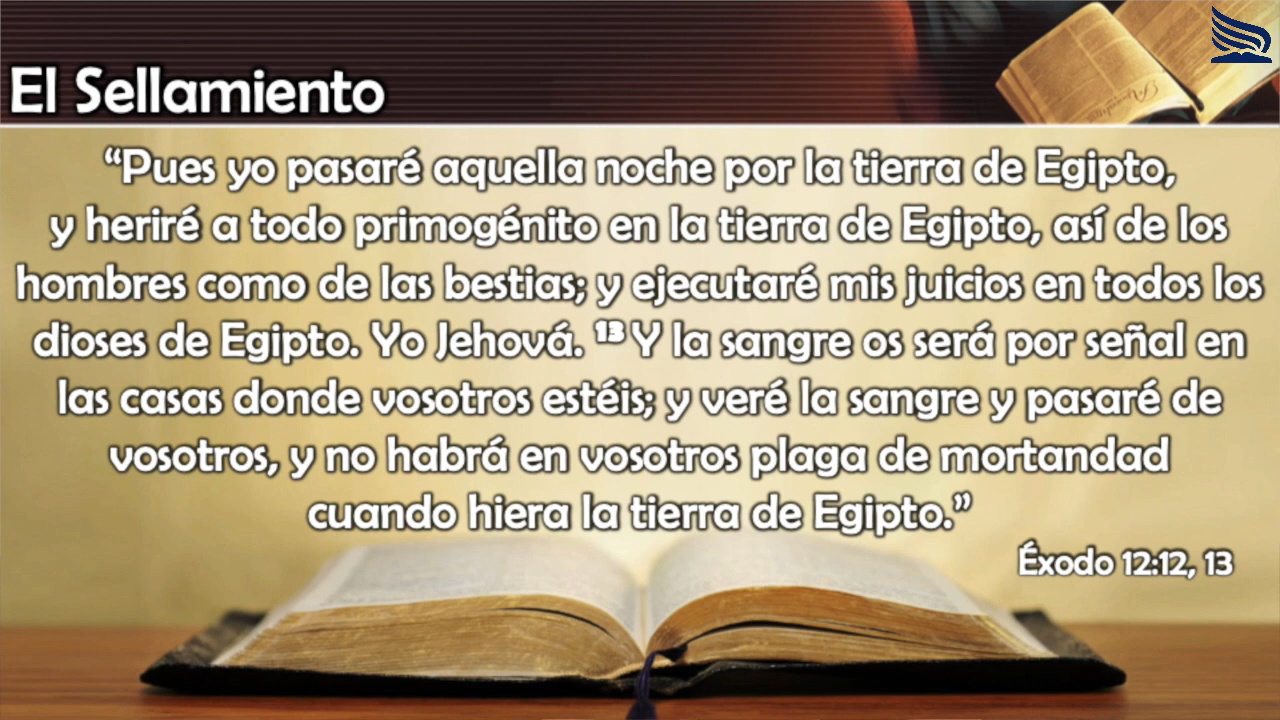 El Sellamiento
“Pues yo pasaré aquella noche por la tierra de Egipto,
y heriré a todo primogénito en la tierra de Egipto, así de los
hombres como de las bestias; y ejecutaré mis juicios en todos los
dioses de Egipto. Yo Jehová. ¹³ Y la sangre os será por señal en
las casas donde vosotros estéis; y veré la sangre y pasaré de
vosotros, y no habrá en vosotros plaga de mortandad
cuando hiera la tierra de Egipto.”
Éxodo 12:12, 13